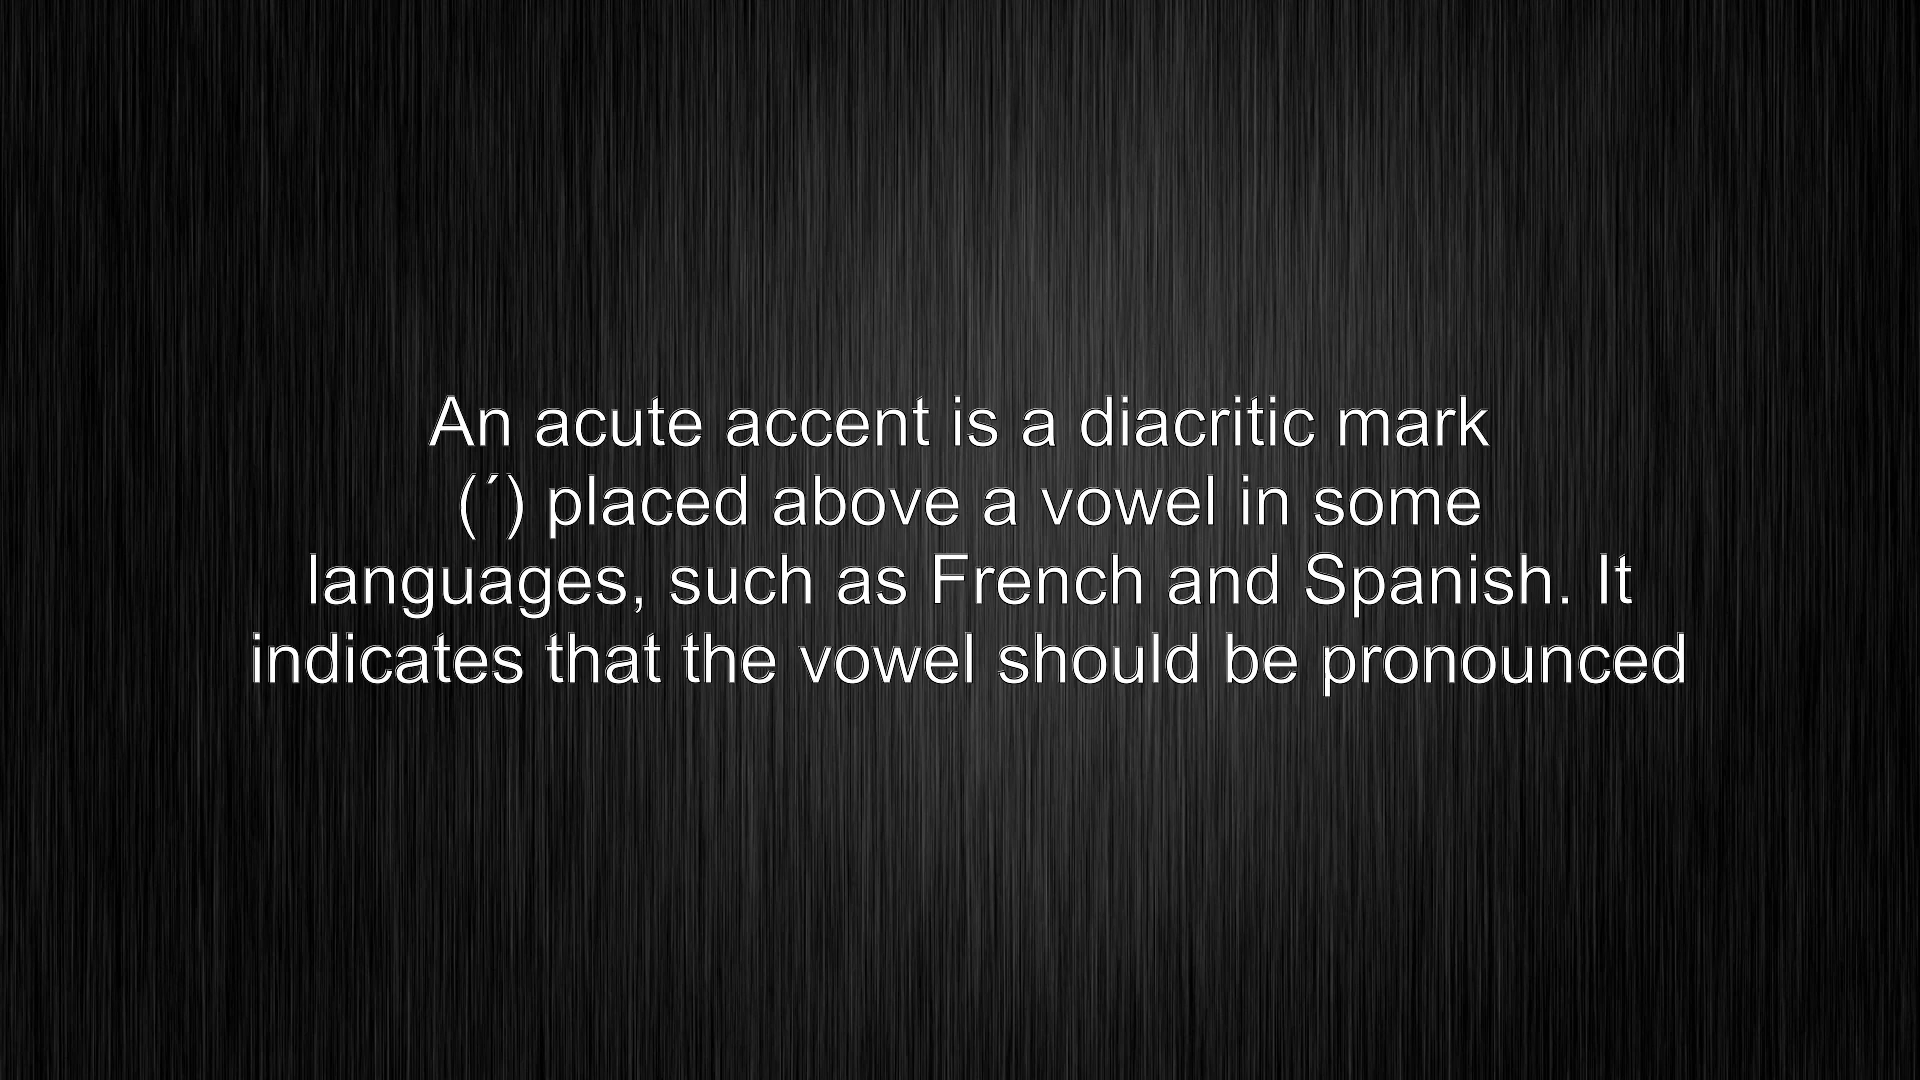 An acute accent is a diacritic mark
(´) placed above a vowel in some
languages, such as French and Spanish. It
indicates that the vowel should be pronounced